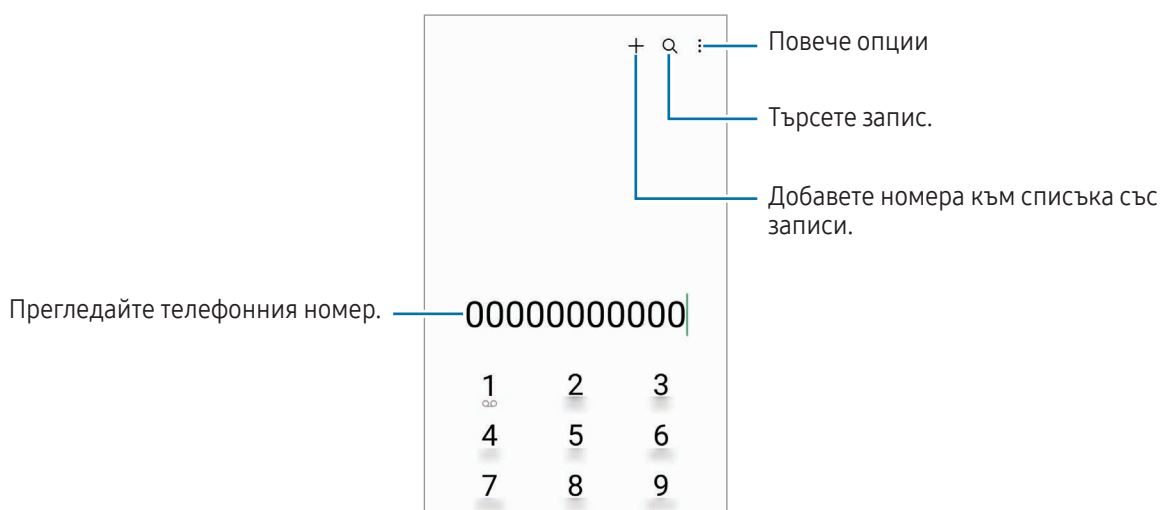 Повече опции
Търсете запис.
Добавете номера към списъка със
записи.
Прегледайте телефонния номер.
00000000000
1 2 3
4 5 6
7 8 9